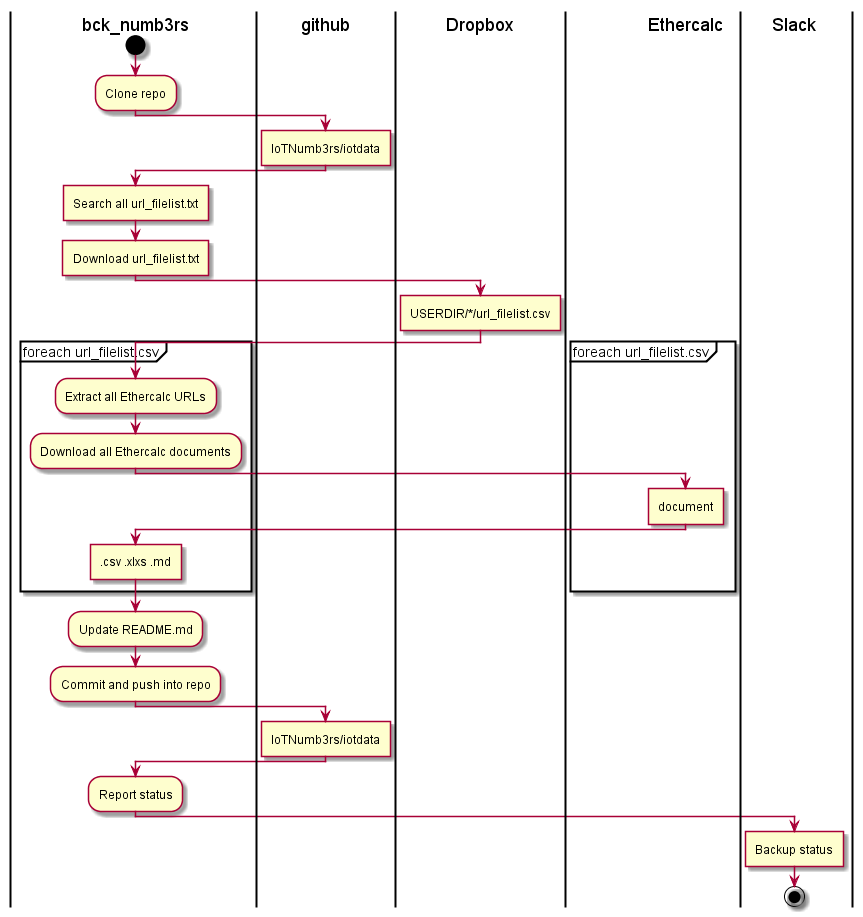 bck_numb3rs github Dropbox Ethercalc Slack
Clone repo
IoTNumb3rs/iotdata
Search all url_filelist.txt
Download url_filelist.txt
USERDIR/*/url_filelist.csv
foreach url_filelist.csv foreach url_filelist.csv
Extract all Ethercalc URLs
Download all Ethercalc documents
document
.csv .xlxs .md
Update README.md
Commit and push into repo
IoTNumb3rs/iotdata
Report status
Backup status